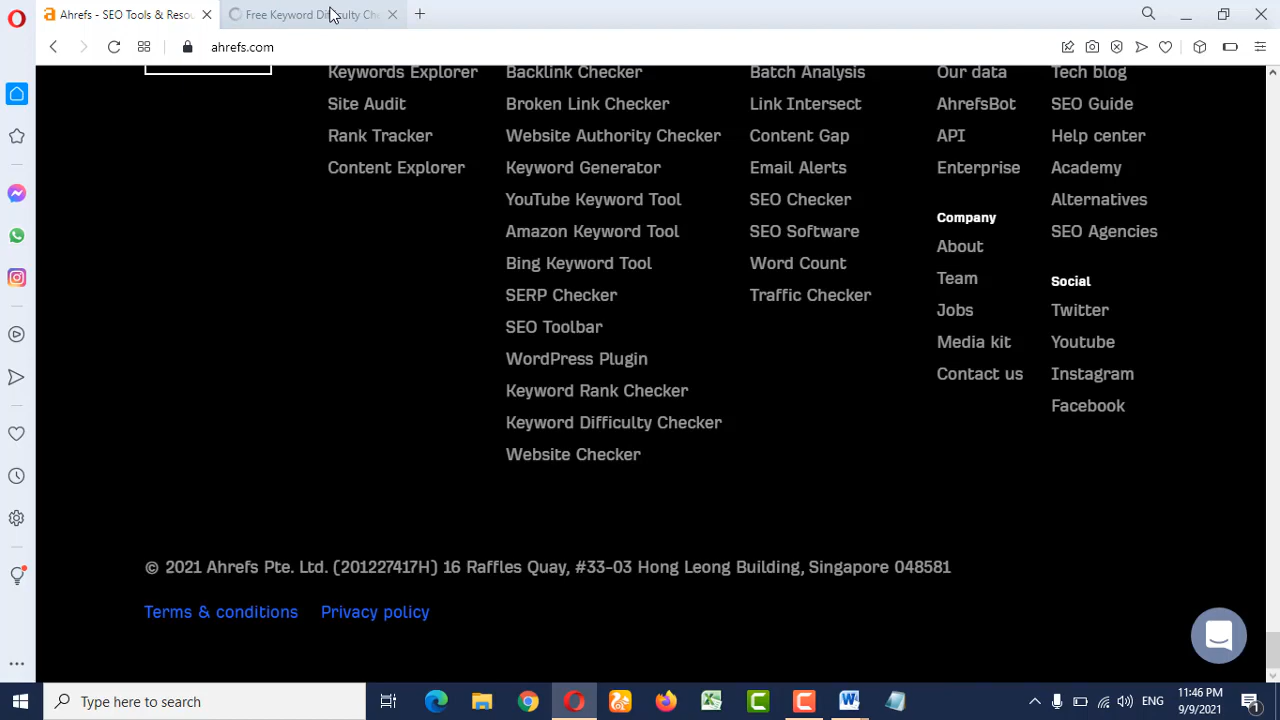 Ahrefs - SEO Tools & Resou
Free Keyword Difficulty Che
ahrefs.com
Keywords Explorer
Site Audit
Rank Tracker
Content Explorer
Backlink Checker
Broken Link Checker
Website Authority Checker
Keyword Generator
YouTube Keyword Tool
Amazon Keyword Tool
Bing Keyword Tool
SERP Checker
SEO Toolbar
WordPress Plugin
Keyword Rank Checker
Keyword Difficulty Checker
Website Checker
Batch Analysis
Link Intersect
Content Gap
Email Alerts
SEO Checker
SEO Software
Word Count
Traffic Checker
Our data
AhrefsBot
API
Enterprise
Company
About
Team
Jobs
Media kit
Contact us
Tech blog
SEO Guide
Help center
Academy
Alternatives
SEO Agencies
Social
Twitter
Youtube
Instagram
Facebook
© 2021 Ahrefs Pte. Ltd. (201227417H) 16 Raffles Quay, #33-03 Hong Leong Building, Singapore 048581
Terms & conditions Privacy policy
Type here to search
ENG
11:46 PM
9/9/2021